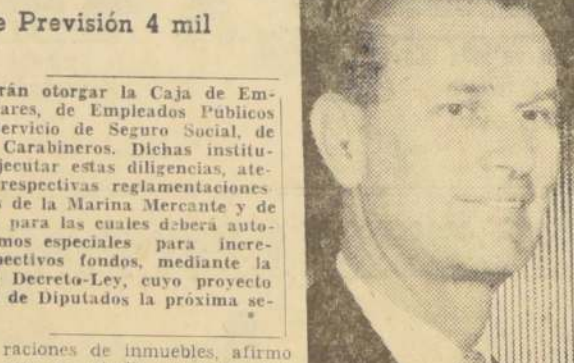 e Previsión 4 mil
rán otorgar la Caja de Em-
ares, de Empleados Públicos
ervicio de Seguro Social, de
Carabineros. Dichas institu-
jecutar estas diligencias, ate-
respectivas reglamentaciones
s de la Marina Mercante y de
para las cuales deberá auto-
mos especiales para incre-
pectivos fondos, mediante la
Decreto-Ley, cuyo proyecto
de Diputados la próxima se-
raciones de inmuebles, afirmo